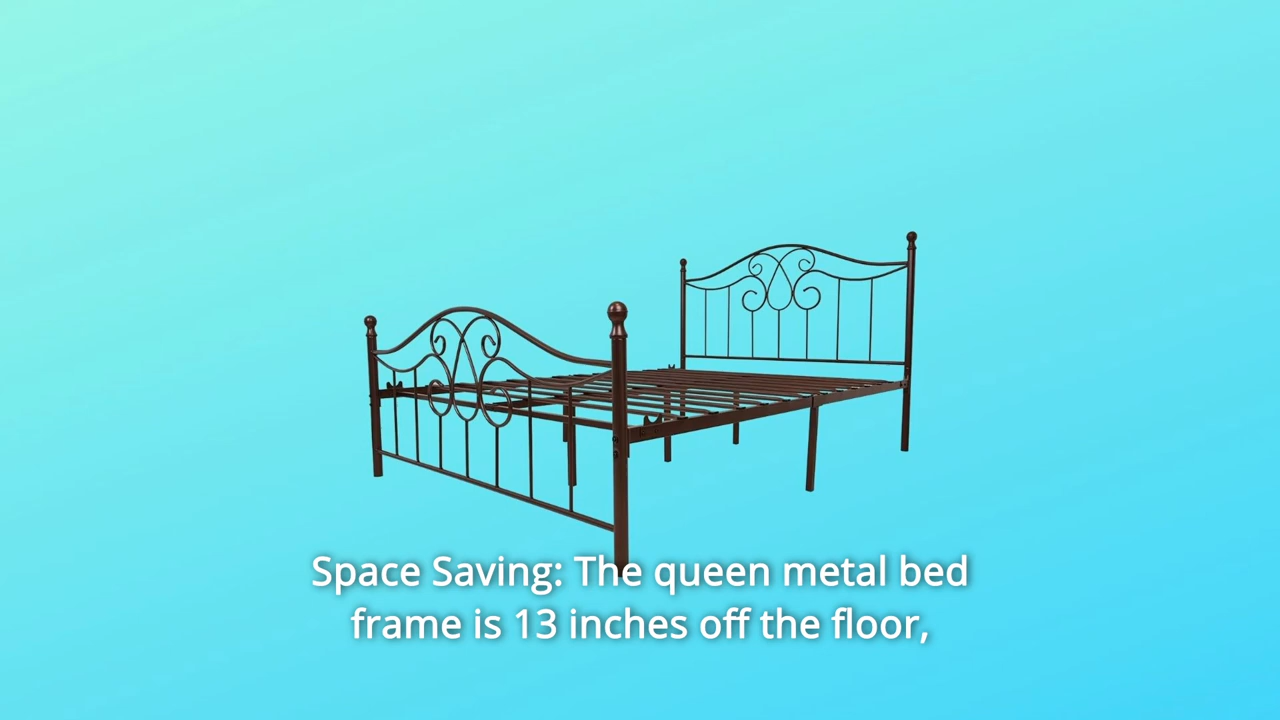 Space Saving: The queen metal bed
frame is 13 inches off the floor,